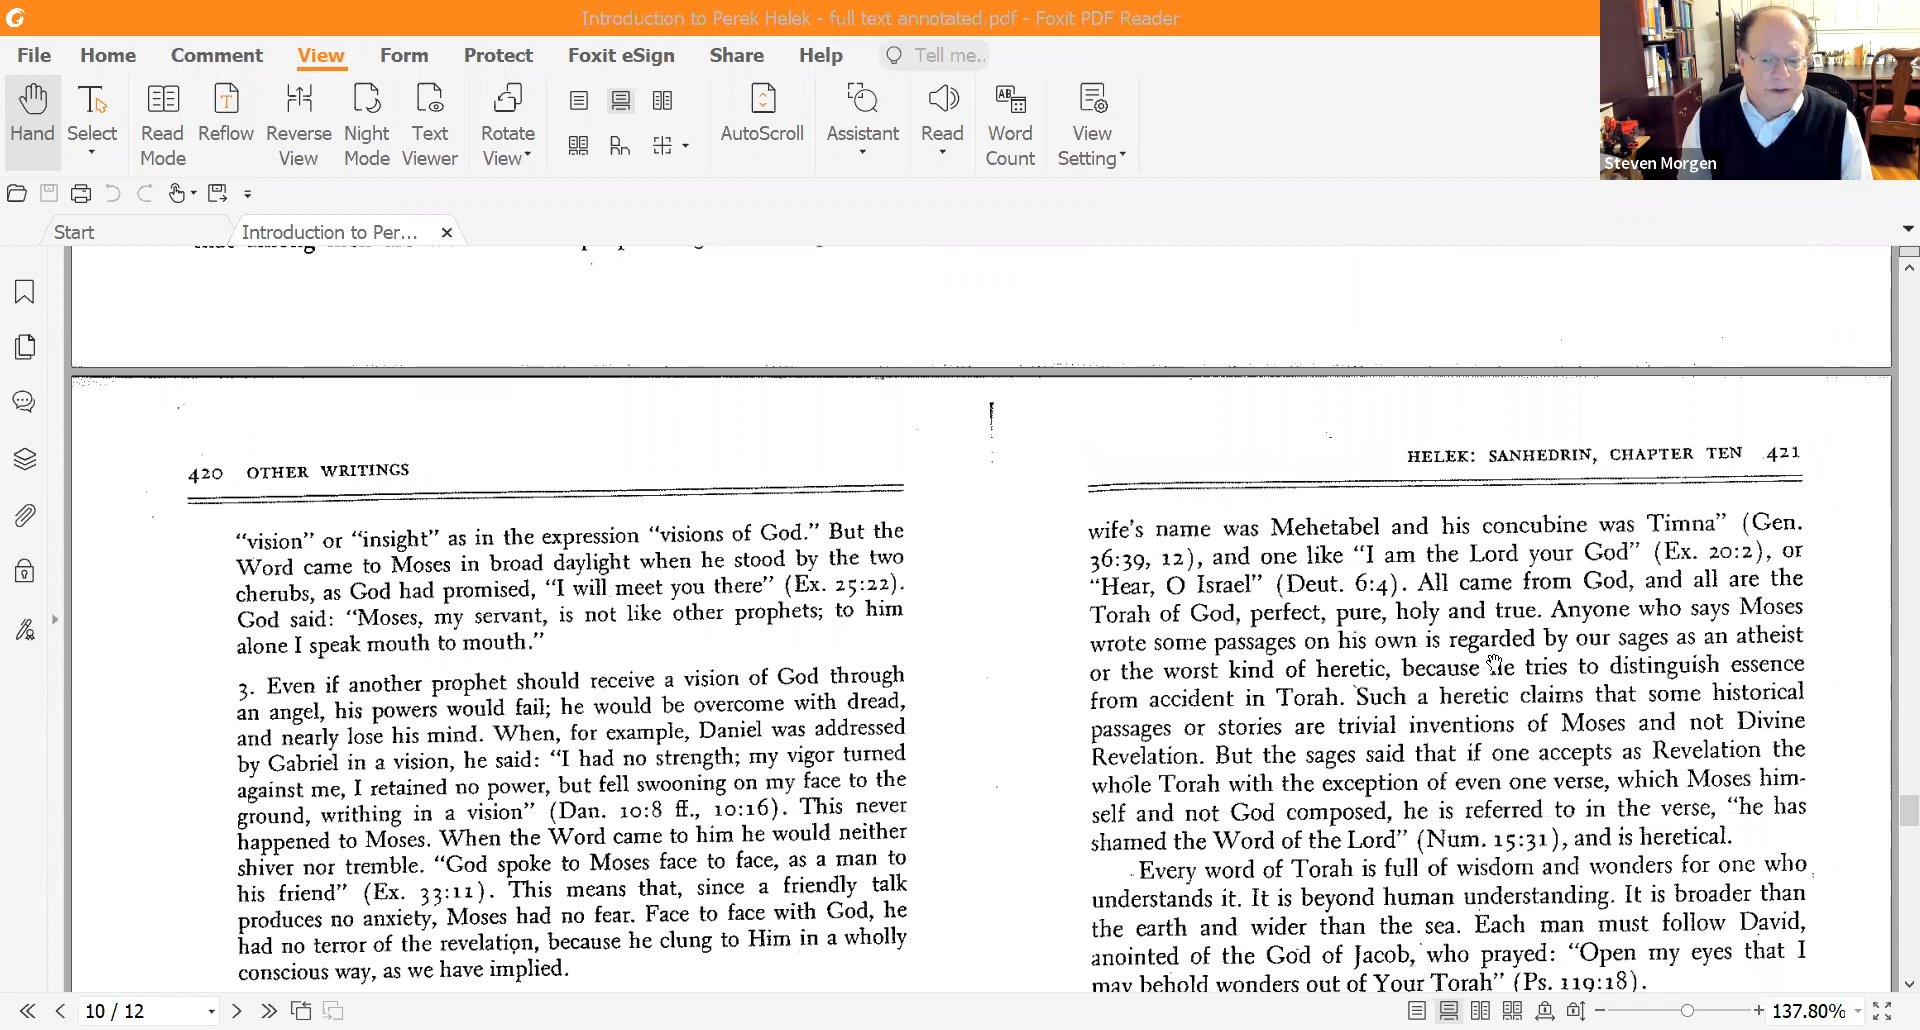 Introduction to Perek Helek - full text annotated.pdf - Foxit PDF Reader
File Home Comment View Form Protect Foxit eSign Share Help Tell me..
Hand Select Read Mode Reflow Reverse View Night Mode Text Viewer Rotate View AutoScroll Assistant Read Word Count View Setting
Steven Morgen
Start Introduction to Per...
420 OTHER WRITINGS
"vision" or "insight" as in the expression "visions of God." But the
Word came to Moses in broad daylight when he stood by the two
cherubs, as God had promised, "I will meet you there" (Ex. 25:22).
God said: "Moses, my servant, is not like other prophets; to him
alone I speak mouth to mouth."
3. Even if another prophet should receive a vision of God through
an angel, his powers would fail; he would be overcome with dread,
and nearly lose his mind. When, for example, Daniel was addressed
by Gabriel in a vision, he said: "I had no strength; my vigor turned
against me, I retained no power, but fell swooning on my face to the
ground, writhing in a vision" (Dan. 10:8 ff., 10:16). This never
happened to Moses. When the Word came to him he would neither
shiver nor tremble. "God spoke to Moses face to face, as a man to
his friend" (Ex. 33:11). This means that, since a friendly talk
produces no anxiety, Moses had no fear. Face to face with God, he
had no terror of the revelation, because he clung to Him in a wholly
conscious way, as we have implied.
HELEK: SANHEDRIN, CHAPTER TEN 421
wife's name was Mehetabel and his concubine was Timna" (Gen.
36:39, 12), and one like "I am the Lord your God" (Ex. 20:2), or
"Hear, O Israel" (Deut. 6:4). All came from God, and all are the
Torah of God, perfect, pure, holy and true. Anyone who says Moses
wrote some passages on his own is regarded by our sages as an atheist
or the worst kind of heretic, because he tries to distinguish essence
from accident in Torah. Such a heretic claims that some historical
passages or stories are trivial inventions of Moses and not Divine
Revelation. But the sages said that if one accepts as Revelation the
whole Torah with the exception of even one verse, which Moses him-
self and not God composed, he is referred to in the verse, "he has
shamed the Word of the Lord" (Num. 15:31), and is heretical.
Every word of Torah is full of wisdom and wonders for one who
understands it. It is beyond human understanding. It is broader than
the earth and wider than the sea. Each man must follow David,
anointed of the God of Jacob, who prayed: "Open my eyes that I
may behold wonders out of Your Torah" (Ps. 119:18).
10 / 12
137.80%